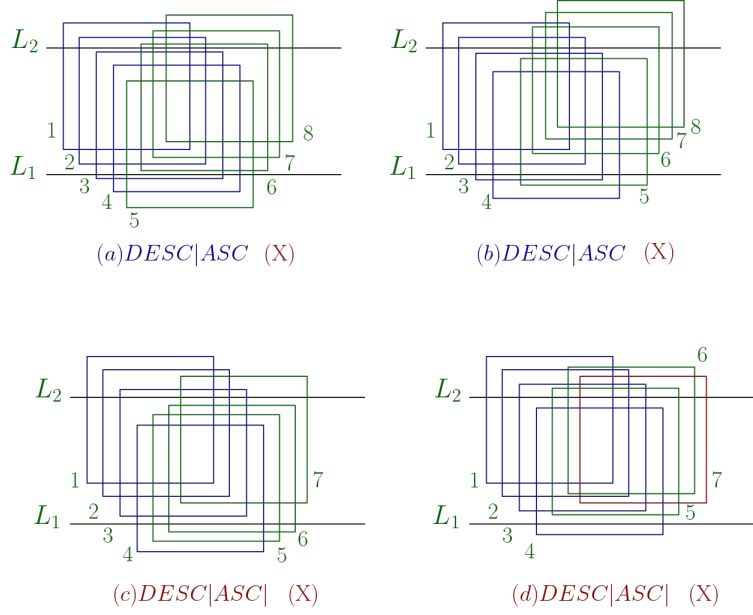 L₂ L₂
1 2 3 4 5 6 7 8 1 2 3 4 5 6 7 8
L₁ L₁
(a)DESC|ASC (X) (b)DESC|ASC (X)
6
L₂ L₂
1 2 3 4 5 6 7 1 2 3 4 5 7
L₁ L₁
(c)DESC|ASC| (X) (d)DESC|ASC| (X)